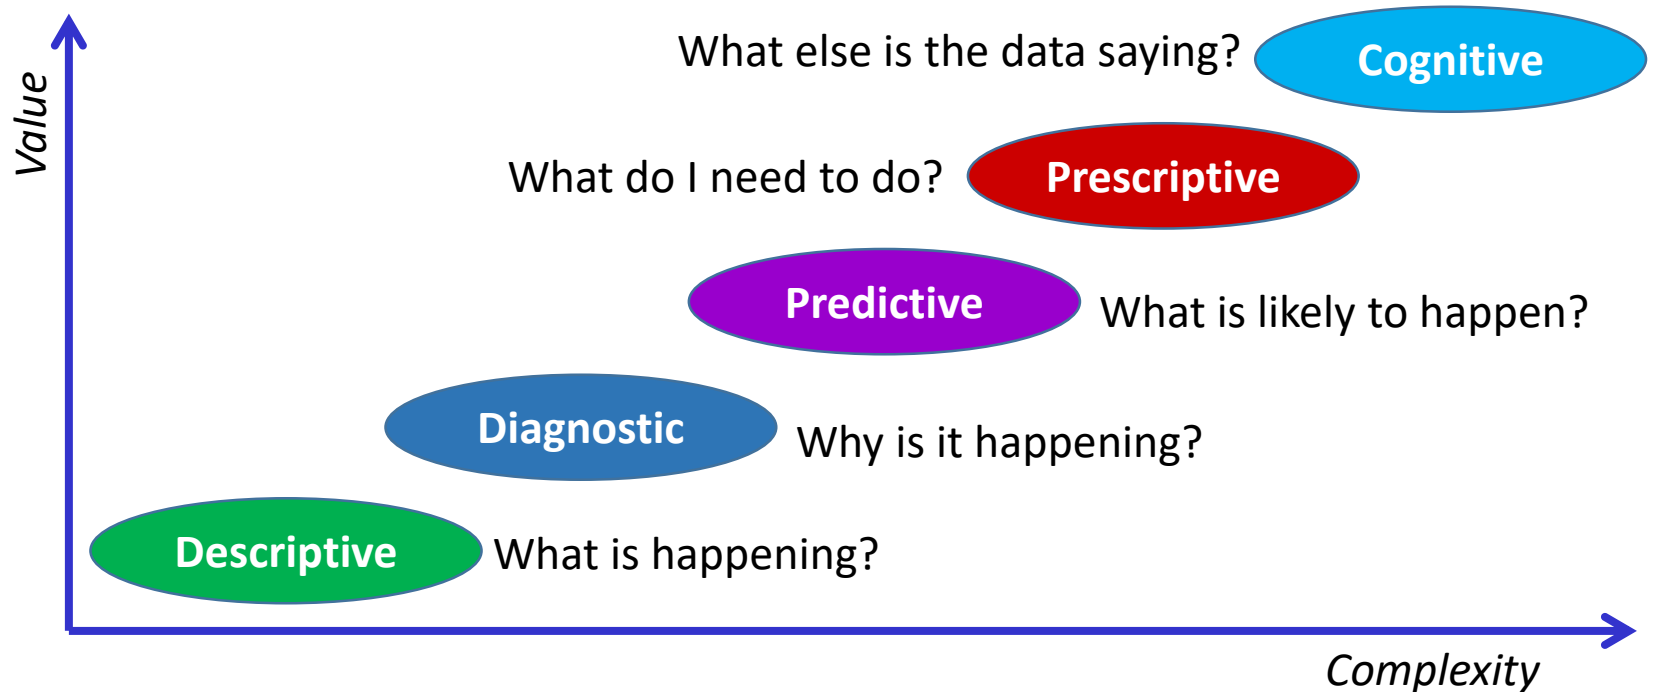 Value
What else is the data saying?
Cognitive
What do I need to do?
Prescriptive
Predictive
What is likely to happen?
Diagnostic
Why is it happening?
Descriptive
What is happening?
Complexity